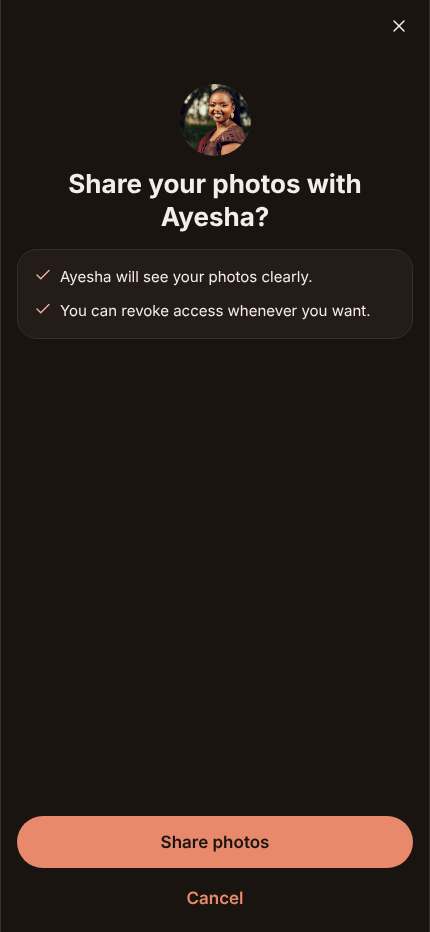 Share your photos with
Ayesha?
Ayesha will see your photos clearly.
You can revoke access whenever you want.
Share photos
Cancel